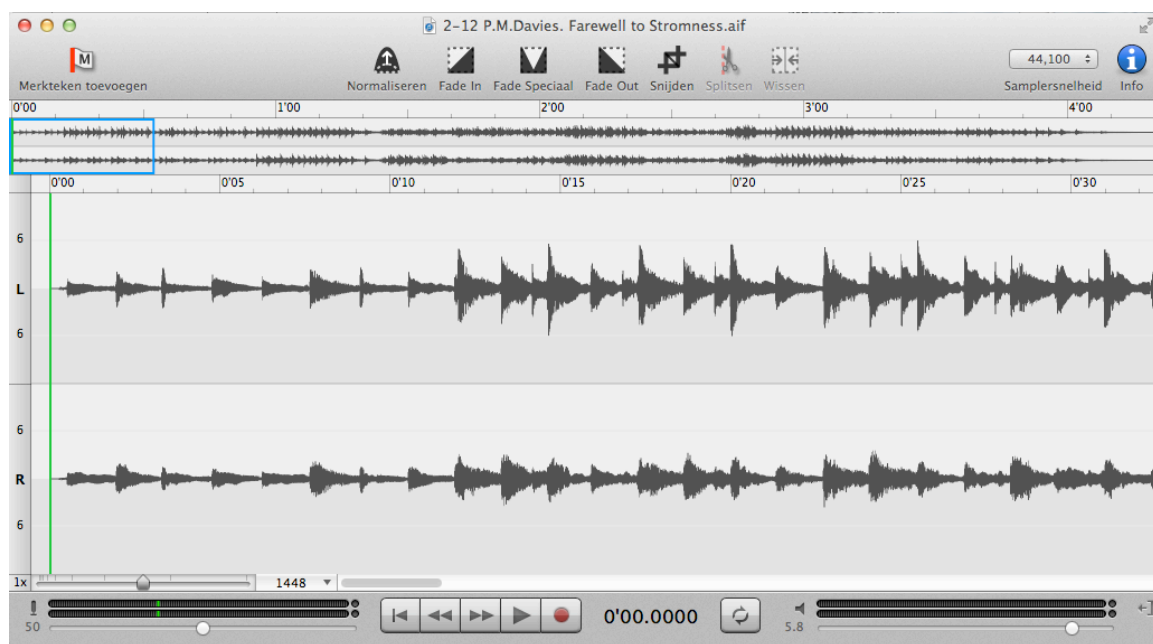 2-12 P.M.Davies. Farewell to Stromness.aif
M
44,100
Merkteken toevoegen Normaliseren Fade In Fade Speciaal Fade Out Snijden Splitsen Wissen Samplersnelheid Info
0'00 1'00 2'00 3'00 4'00
0'00 0'05 0'10 0'15 0'20 0'25 0'30
6
L
6
6
R
6
1x 1448
0'00.0000
50 5.8